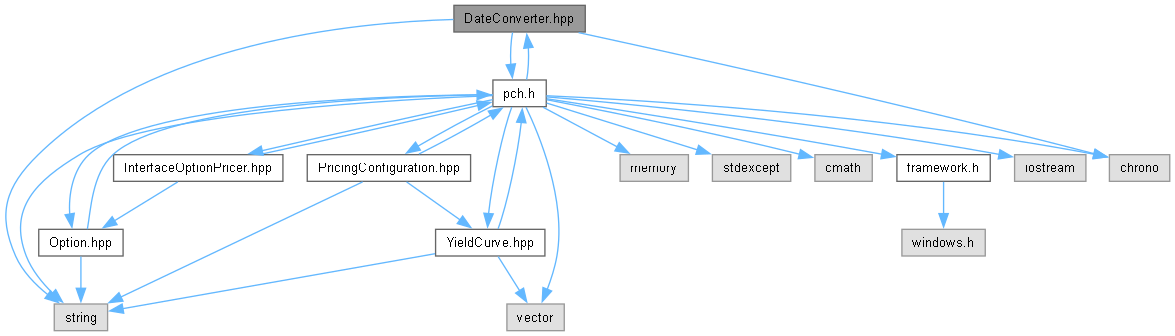 DateConverter.hpp
pch.h
InterfaceOptionPricer.hpp
PricingConfiguration.hpp
memory
stdexcept
cmath
framework.h
iostream
chrono
Option.hpp
YieldCurve.hpp
windows.h
string
vector